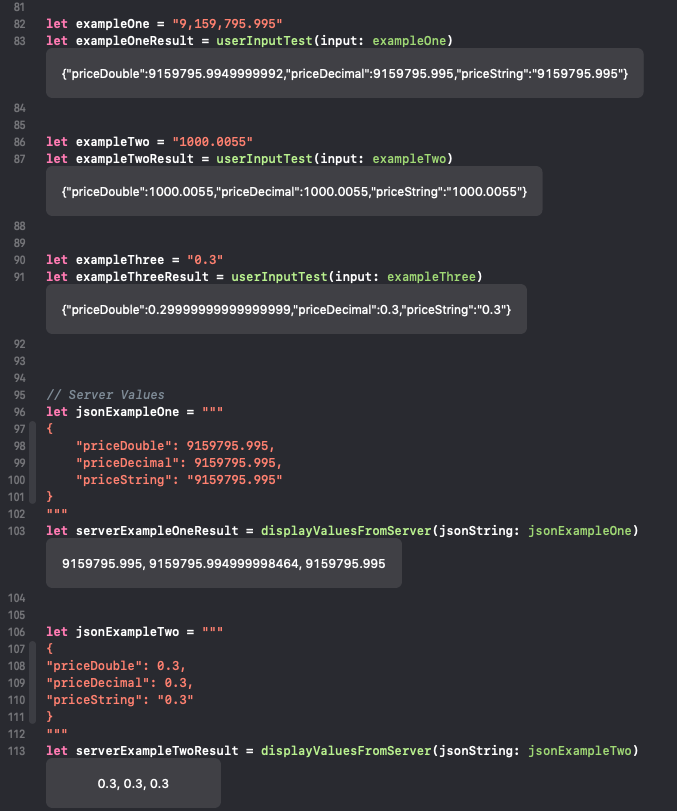 81
82 let exampleOne = "9,159,795.995"
83 let exampleOneResult = userInputTest(input: exampleOne)
{"priceDouble":9159795.9949999992,"priceDecimal":9159795.995,"priceString":"9159795.995"}
84
85
86 let exampleTwo = "1000.0055"
87 let exampleTwoResult = userInputTest(input: exampleTwo)
{"priceDouble":1000.0055,"priceDecimal":1000.0055,"priceString":"1000.0055"}
88
89
90 let exampleThree = "0.3"
91 let exampleThreeResult = userInputTest(input: exampleThree)
{"priceDouble":0.29999999999999999,"priceDecimal":0.3,"priceString":"0.3"}
92
93
94
95 // Server Values
96 let jsonExampleOne = """
97 {
98     "priceDouble": 9159795.995,
99     "priceDecimal": 9159795.995,
100     "priceString": "9159795.995"
101 }
102 """
103 let serverExampleOneResult = displayValuesFromServer(jsonString: jsonExampleOne)
9159795.995, 9159795.994999998464, 9159795.995
104
105
106 let jsonExampleTwo = """
107 {
108 "priceDouble": 0.3,
109 "priceDecimal": 0.3,
110 "priceString": "0.3"
111 }
112 """
113 let serverExampleTwoResult = displayValuesFromServer(jsonString: jsonExampleTwo)
0.3, 0.3, 0.3